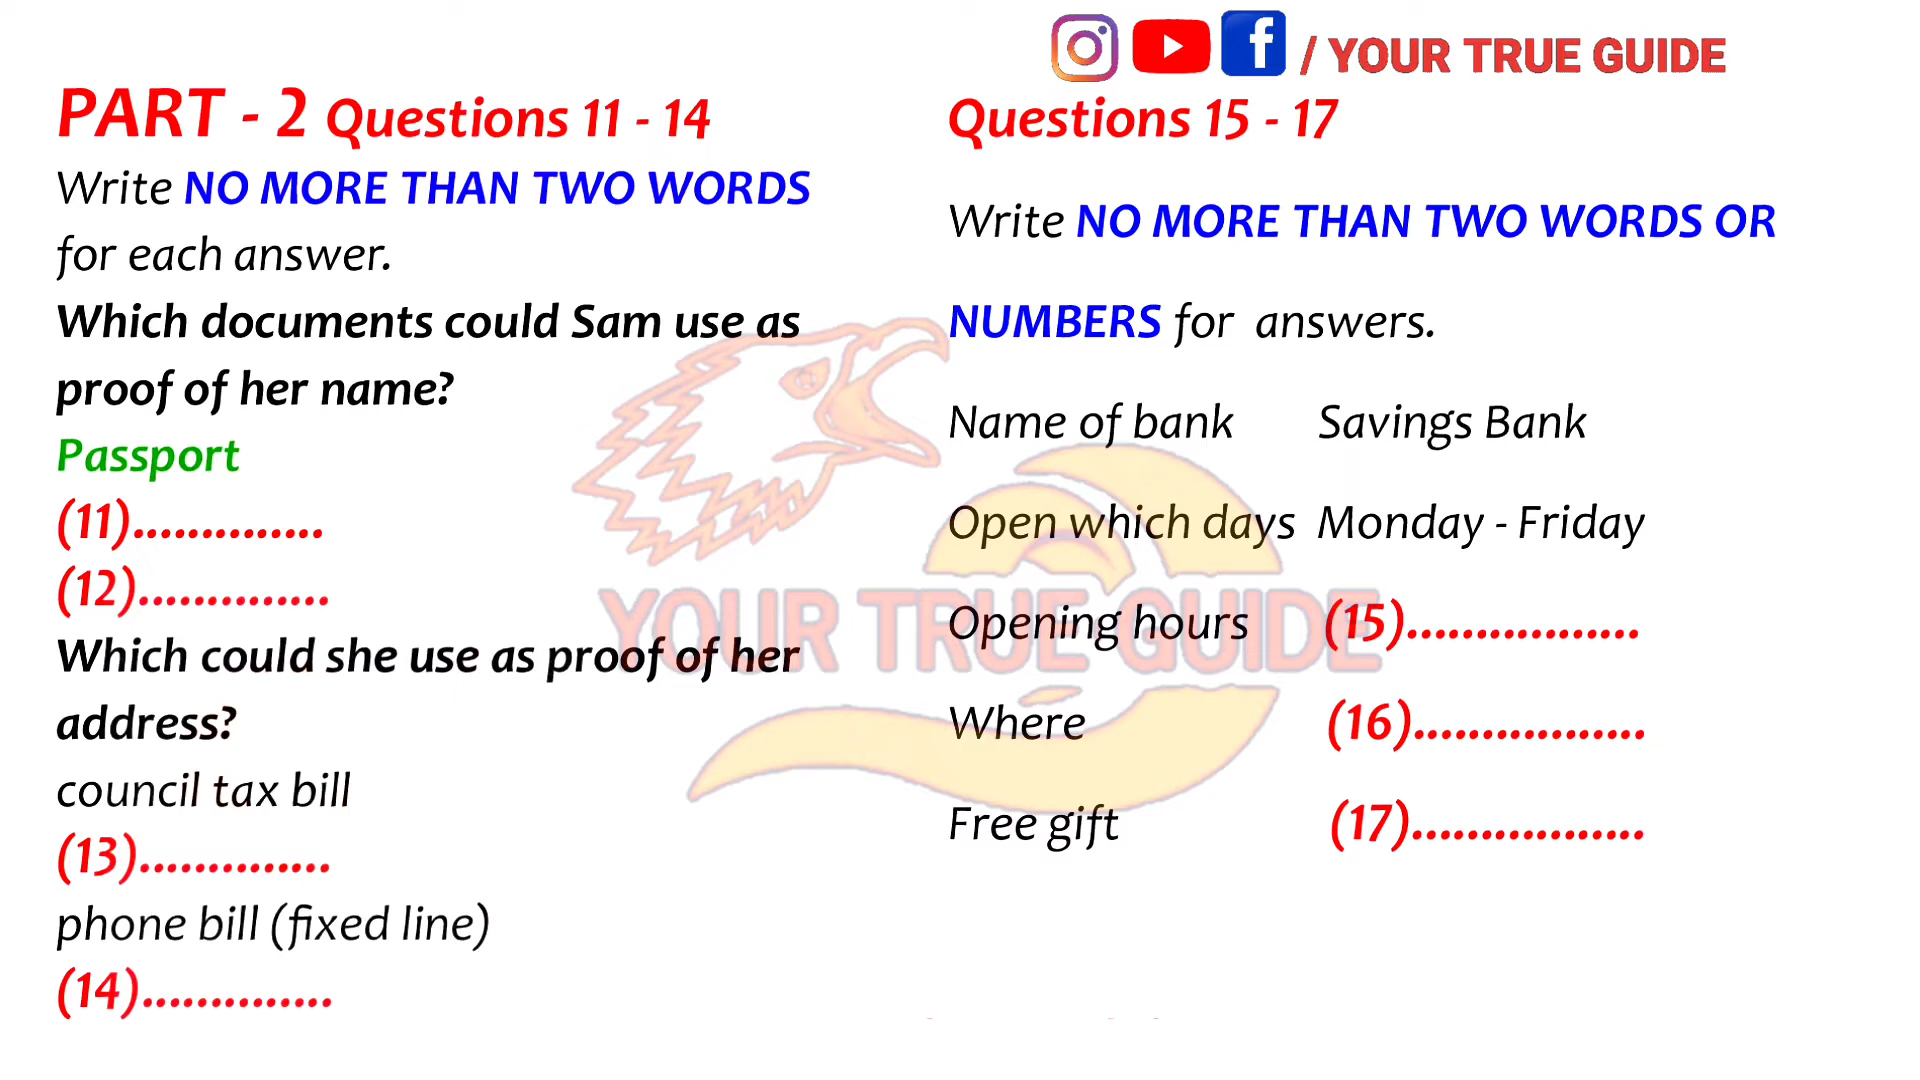 / YOUR TRUE GUIDE
PART - 2 Questions 11 - 14
Write NO MORE THAN TWO WORDS
for each answer.
Which documents could Sam use as
proof of her name?
Passport
(11)..............
(12)..............
Which could she use as proof of her
address?
council tax bill
(13)..............
phone bill (fixed line)
(14)..............
Questions 15 - 17
Write NO MORE THAN TWO WORDS OR
NUMBERS for answers.
Name of bank Savings Bank
Open which days Monday - Friday
Opening hours (15).................
Where (16).................
Free gift (17).................
YOUR TRUE GUIDE